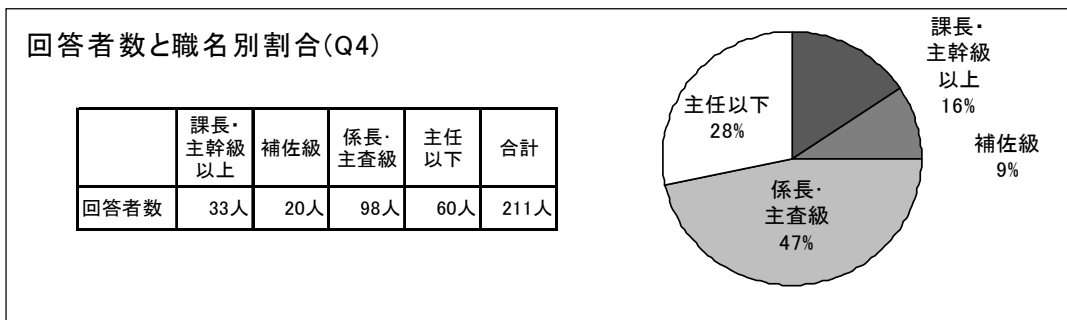 回答者数と職名別割合(Q4)
課長・
主幹級
以上
補佐級
係長・
主査級
主任
以下
合計
回答者数
33人
20人
98人
60人
211人
課長・
主幹級
以上
16%
補佐級
9%
係長・
主査級
47%
主任以下
28%